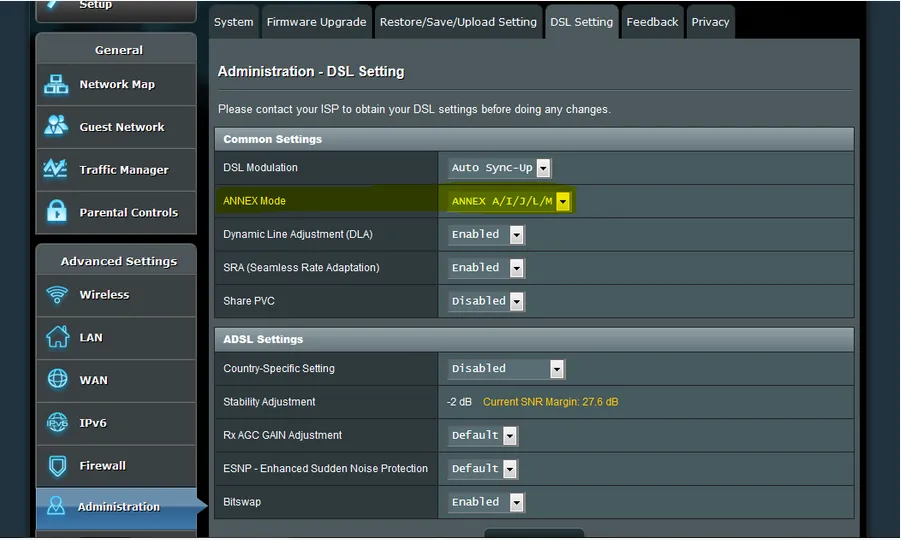 Setup
System Firmware Upgrade Restore/Save/Upload Setting DSL Setting Feedback Privacy
General
Network Map
Guest Network
Traffic Manager
Parental Controls
Advanced Settings
Wireless
LAN
WAN
IPv6
IPv6
Firewall
Administration
Administration - DSL Setting
Please contact your ISP to obtain your DSL settings before doing any changes.
Common Settings
DSL Modulation Auto Sync-Up
ANNEX Mode ANNEX A/I/J/L/M
Dynamic Line Adjustment (DLA) Enabled
SRA (Seamless Rate Adaptation) Enabled
Share PVC Disabled
ADSL Settings
Country-Specific Setting Disabled
Stability Adjustment -2 dB Current SNR Margin: 27.6 dB
Rx AGC GAIN Adjustment Default
ESNP - Enhanced Sudden Noise Protection Default
Bitswap Enabled